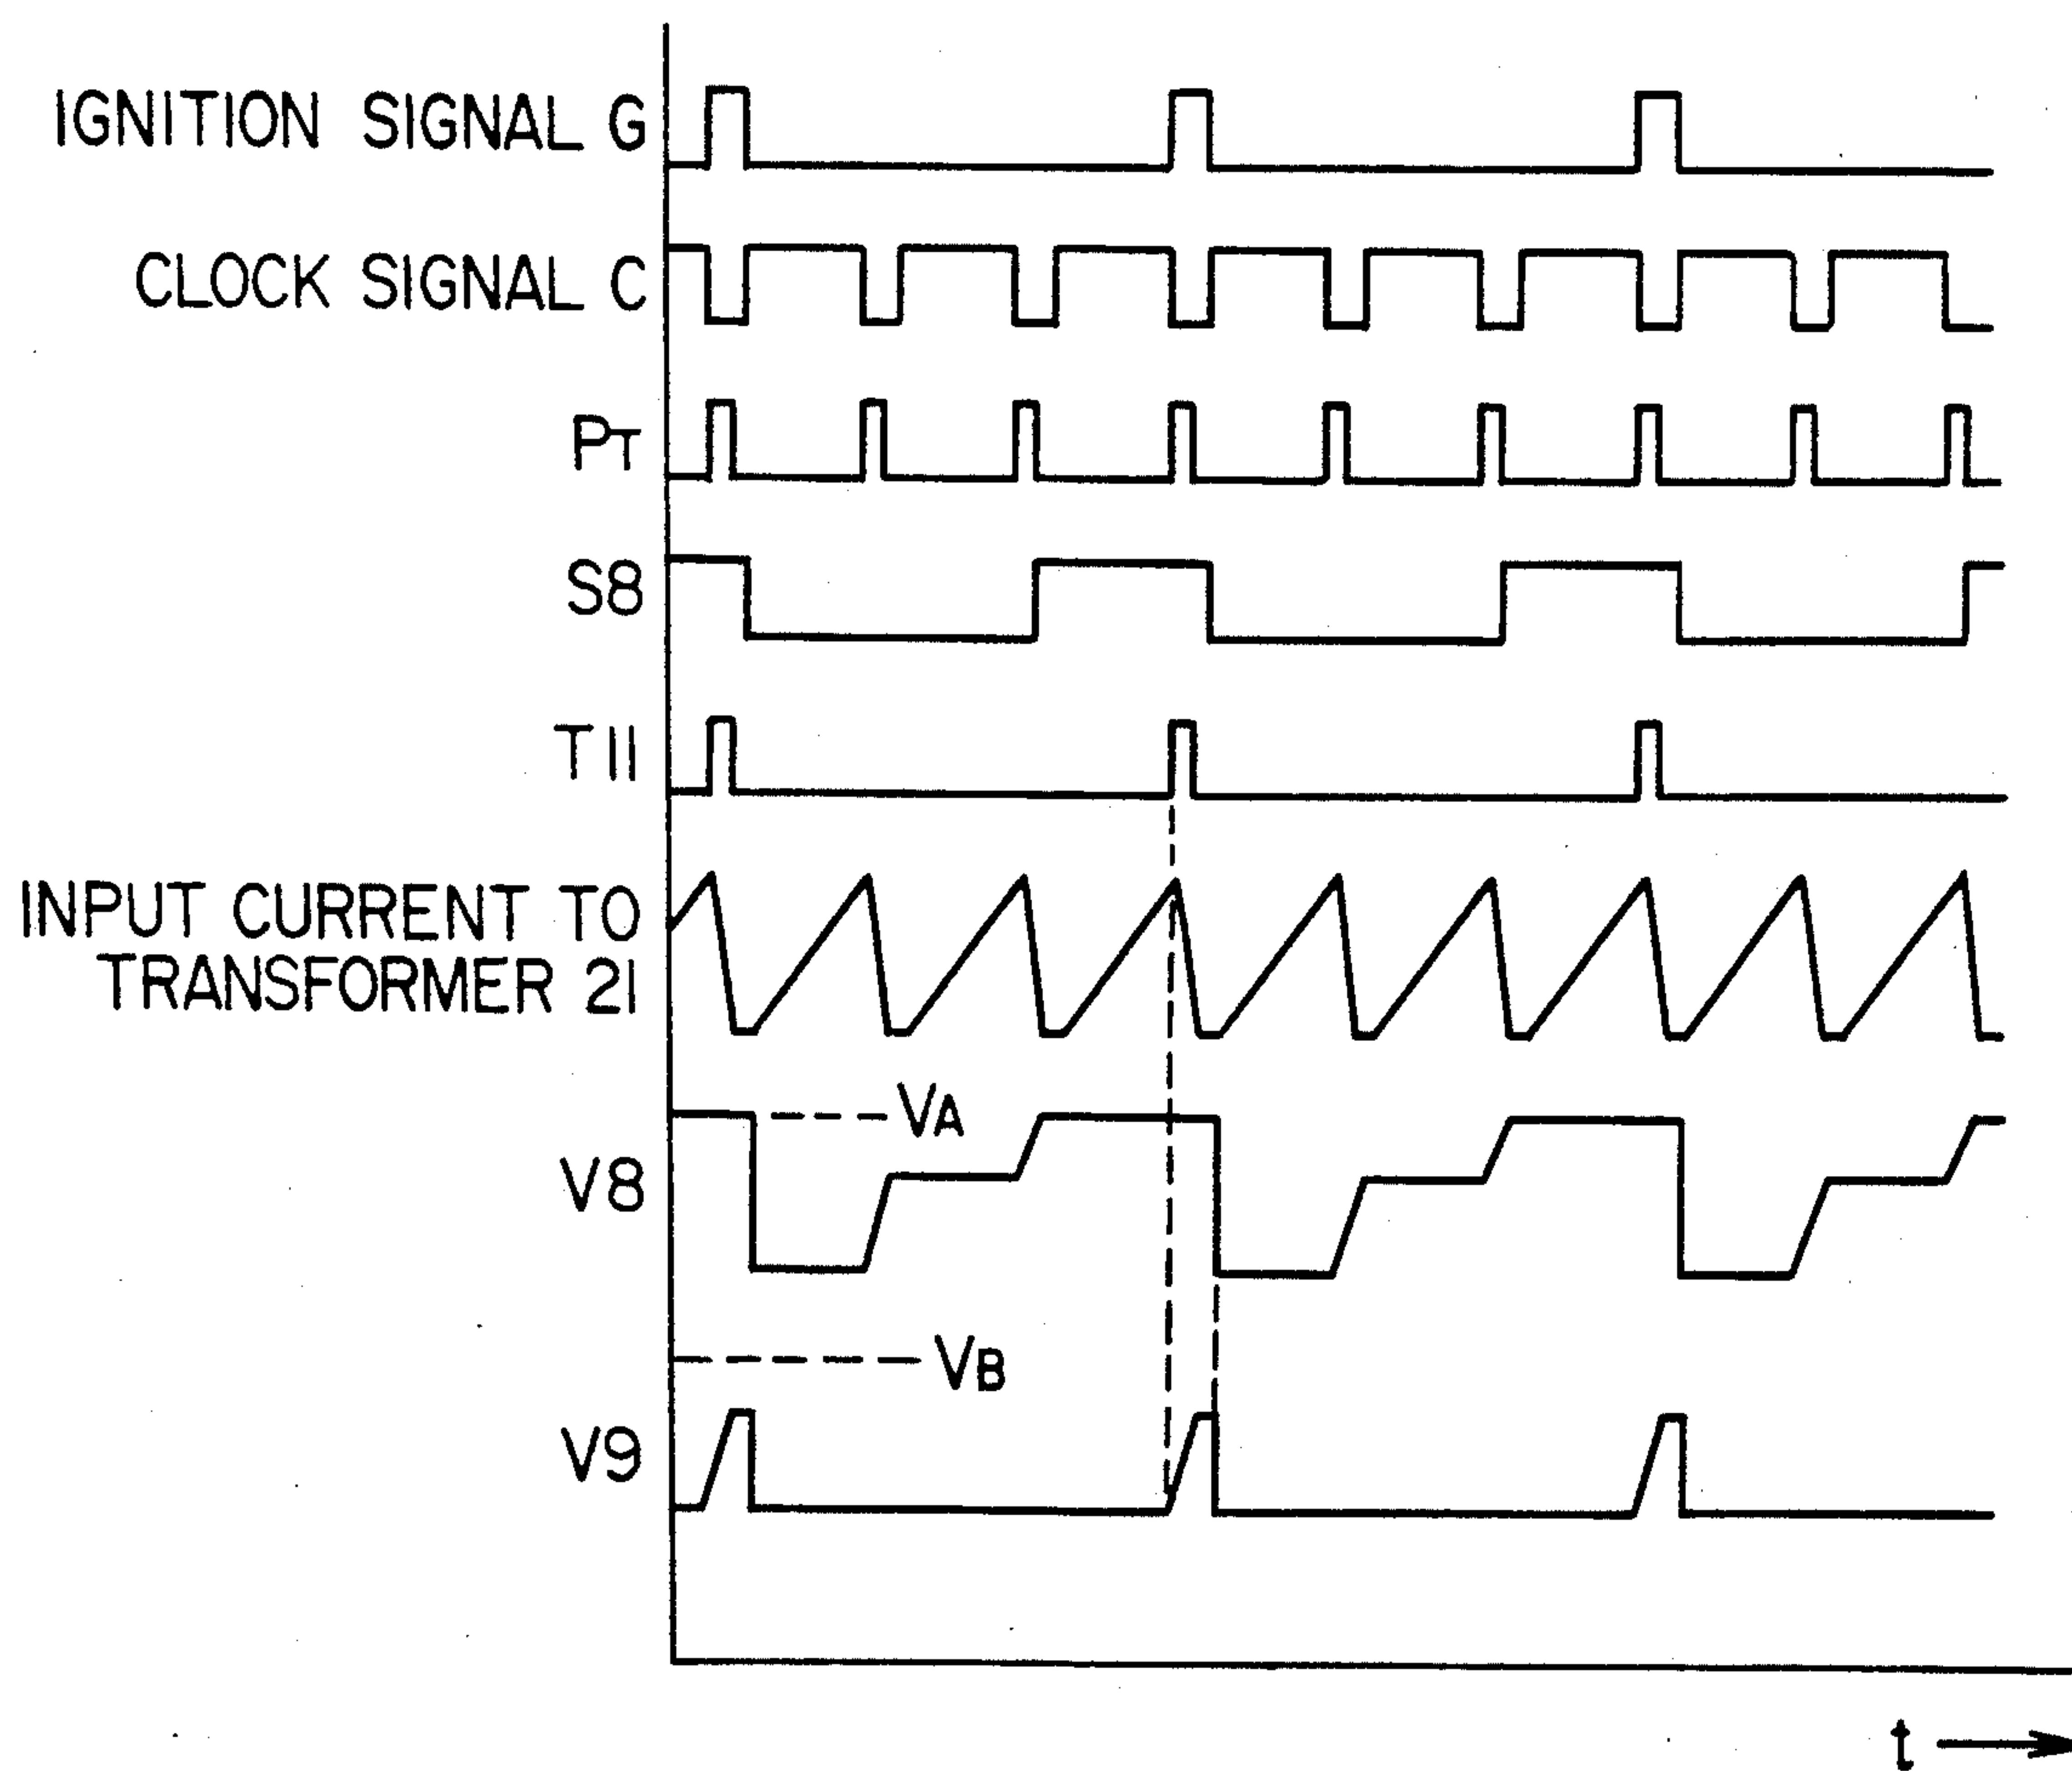 IGNITION SIGNAL G
CLOCK SIGNAL C
PT
S8
T11
INPUT CURRENT TO
TRANSFORMER 21
VA
V8
VB
V9
t